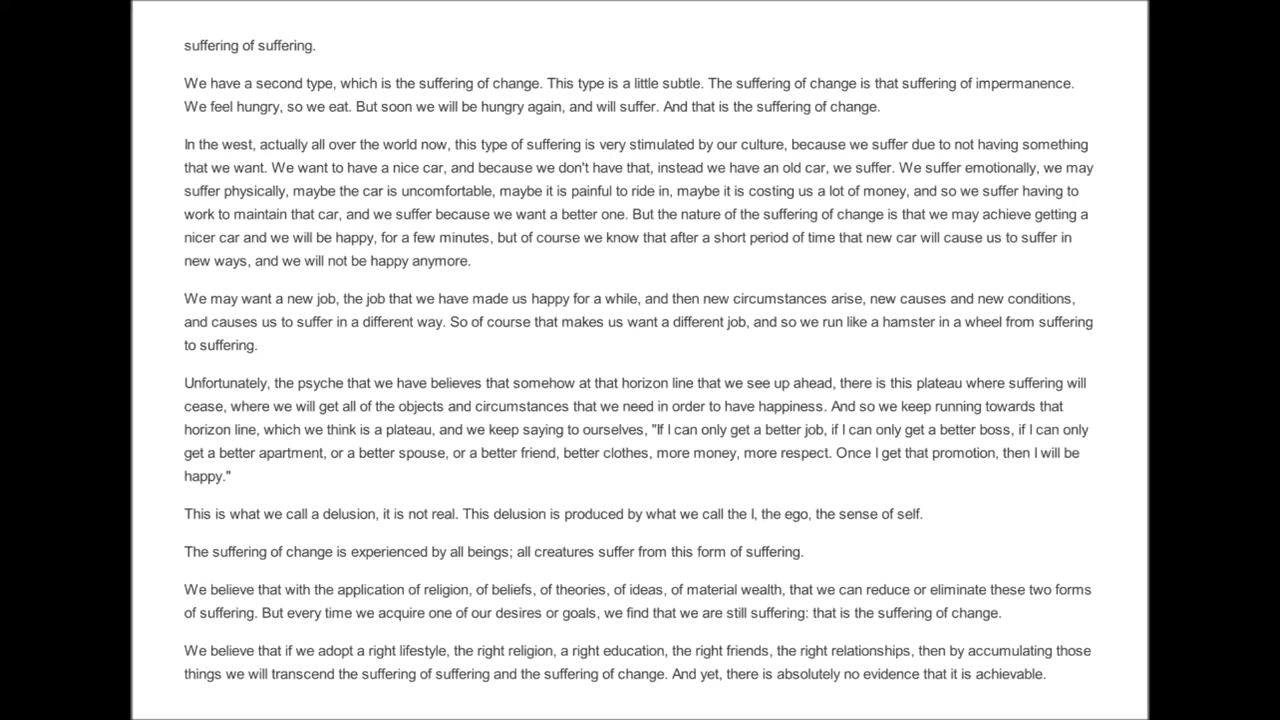 suffering of suffering.
We have a second type, which is the suffering of change. This type is a little subtle. The suffering of change is that suffering of impermanence.
We feel hungry, so we eat. But soon we will be hungry again, and will suffer. And that is the suffering of change.
In the west, actually all over the world now, this type of suffering is very stimulated by our culture, because we suffer due to not having something
that we want. We want to have a nice car, and because we don't have that, instead we have an old car, we suffer. We suffer emotionally, we may
suffer physically, maybe the car is uncomfortable, maybe it is painful to ride in, maybe it is costing us a lot of money, and so we suffer having to
work to maintain that car, and we suffer because we want a better one. But the nature of the suffering of change is that we may achieve getting a
nicer car and we will be happy, for a few minutes, but of course we know that after a short period of time that new car will cause us to suffer in
new ways, and we will not be happy anymore.
We may want a new job, the job that we have made us happy for a while, and then new circumstances arise, new causes and new conditions,
and causes us to suffer in a different way. So of course that makes us want a different job, and so we run like a hamster in a wheel from suffering
to suffering.
Unfortunately, the psyche that we have believes that somehow at that horizon line that we see up ahead, there is this plateau where suffering will
cease, where we will get all of the objects and circumstances that we need in order to have happiness. And so we keep running towards that
horizon line, which we think is a plateau, and we keep saying to ourselves, "If I can only get a better job, if I can only get a better boss, if I can only
get a better apartment, or a better spouse, or a better friend, better clothes, more money, more respect. Once I get that promotion, then I will be
happy."
This is what we call a delusion, it is not real. This delusion is produced by what we call the I, the ego, the sense of self.
The suffering of change is experienced by all beings; all creatures suffer from this form of suffering.
We believe that with the application of religion, of beliefs, of theories, of ideas, of material wealth, that we can reduce or eliminate these two forms
of suffering. But every time we acquire one of our desires or goals, we find that we are still suffering: that is the suffering of change.
We believe that if we adopt a right lifestyle, the right religion, a right education, the right friends, the right relationships, then by accumulating those
things we will transcend the suffering of suffering and the suffering of change. And yet, there is absolutely no evidence that it is achievable.